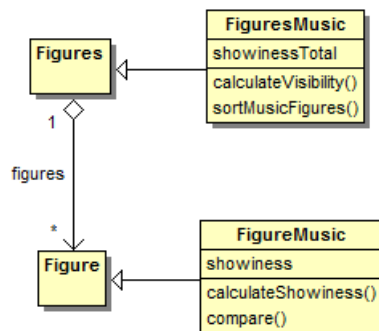 FiguresMusic
showinessTotal
calculateVisibility()
sortMusicFigures()
Figures
1
figures
*
Figure
FigureMusic
showiness
calculateShowiness()
compare()